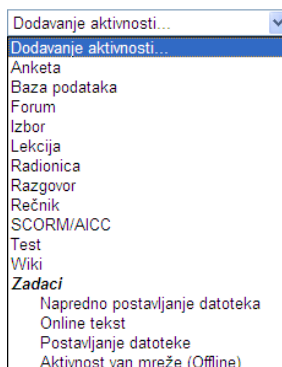 Dodavanje aktivnosti...
Dodavanje aktivnosti...
Anketa
Baza podataka
Forum
Izbor
Lekcija
Radionica
Razgovor
Rečnik
SCORM/AICC
Test
Wiki
Zadaci
Napredno postavljanje datoteka
Online tekst
Postavljanje datoteke
Aktivnost van mreže (Offline)